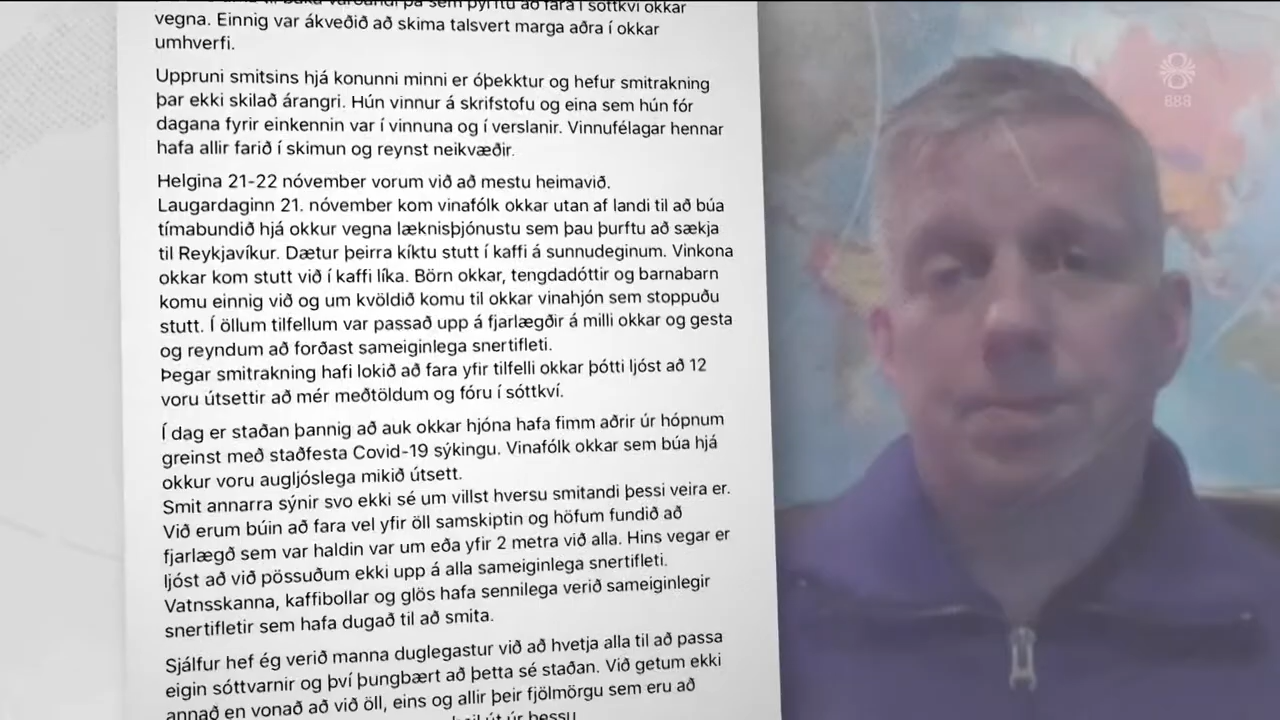 til baka varðandi þá sem þyrftu að fara í sóttkví okkar
vegna. Einnig var ákveðið að skima talsvert marga aðra í okkar
umhverfi.
Uppruni smitsins hjá konunni minni er óþekktur og hefur smitrakning
þar ekki skilað árangri. Hún vinnur á skrifstofu og eina sem hún fór
dagana fyrir einkennin var í vinnuna og í verslanir. Vinnufélagar hennar
hafa allir farið í skimun og reynst neikvæðir.
Helgina 21-22 nóvember vorum við að mestu heimavið.
Laugardaginn 21. nóvember kom vinafólk okkar utan af landi til að búa
tímabundið hjá okkur vegna læknisþjónustu sem þau þurftu að sækja
til Reykjavíkur. Dætur þeirra kíktu stutt í kaffi á sunnudeginum. Vinkona
okkar kom stutt við í kaffi líka. Börn okkar, tengdadóttir og barnabarn
komu einnig við og um kvöldið komu til okkar vinahjón sem stoppuðu
stutt. Í öllum tilfellum var passað upp á fjarlægðir á milli okkar og gesta
og reyndum að forðast sameiginlega snertifleti.
Þegar smitrakning hafi lokið að fara yfir tilfelli okkar þótti ljóst að 12
voru útsettir að mér meðtöldum og fóru í sóttkví.
Í dag er staðan þannig að auk okkar hjóna hafa fimm aðrir úr hópnum
greinst með staðfesta Covid-19 sýkingu. Vinafólk okkar sem búa hjá
okkur voru augljóslega mikið útsett.
Smit annarra sýnir svo ekki sé um villst hversu smitandi þessi veira er.
Við erum búin að fara vel yfir öll samskiptin og höfum fundið að
fjarlægð sem var haldin var um eða yfir 2 metra við alla. Hins vegar er
ljóst að við pössuðum ekki upp á alla sameiginlega snertifleti.
Vatnsskanna, kaffibollar og glös hafa sennilega verið sameiginlegir
snertifletir sem hafa dugað til að smita.
Sjálfur hef ég verið manna duglegastur við að hvetja alla til að passa
eigin sóttvarnir og því þungbært að þetta sé staðan. Við getum ekki
annað en vonað að við öll, eins og allir þeir fjölmörgu sem eru að
út úr þessu
888